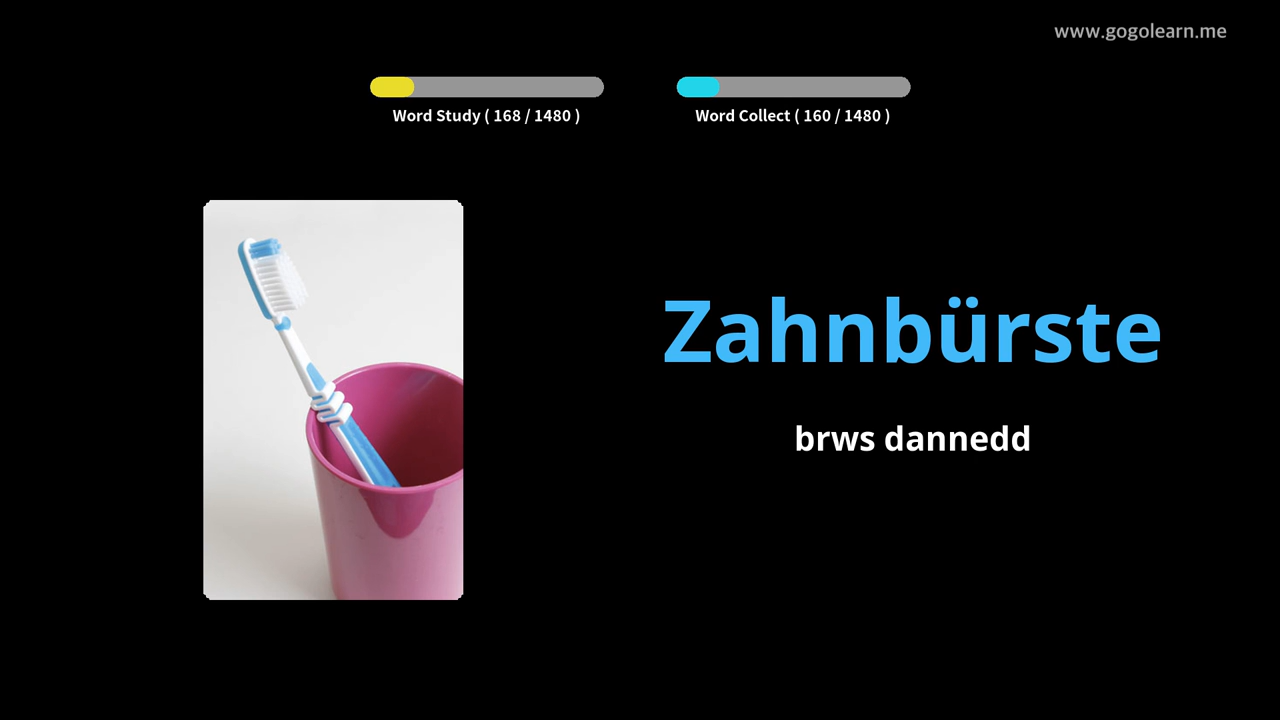 www.gogolearn.me
Word Study ( 168 / 1480 )
Word Collect ( 160 / 1480 )
Zahnbürste
brws dannedd